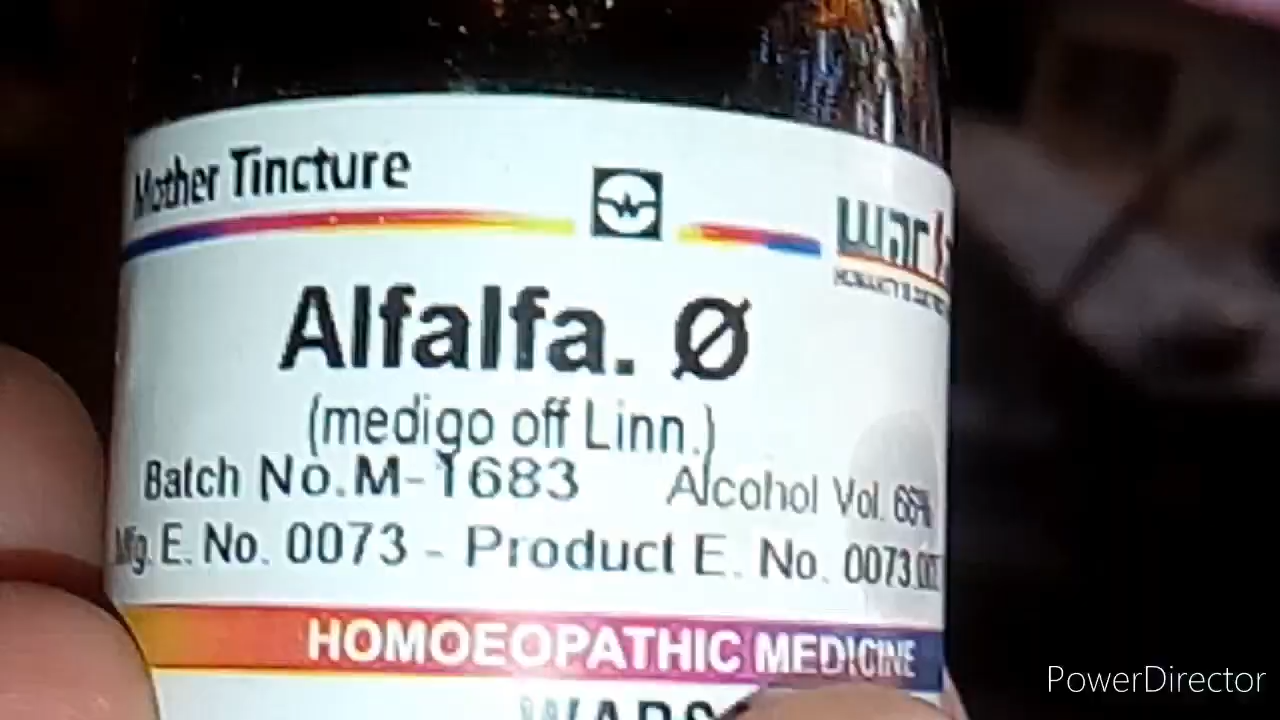 Mother Tincture
Alfalfa. Ø
(medigo off Linn.)
Batch No.M-1683 Alcohol Vol. 66%
Mfg. E. No. 0073 - Product E. No.
HOMOEOPATHIC MEDICINE
PowerDirector